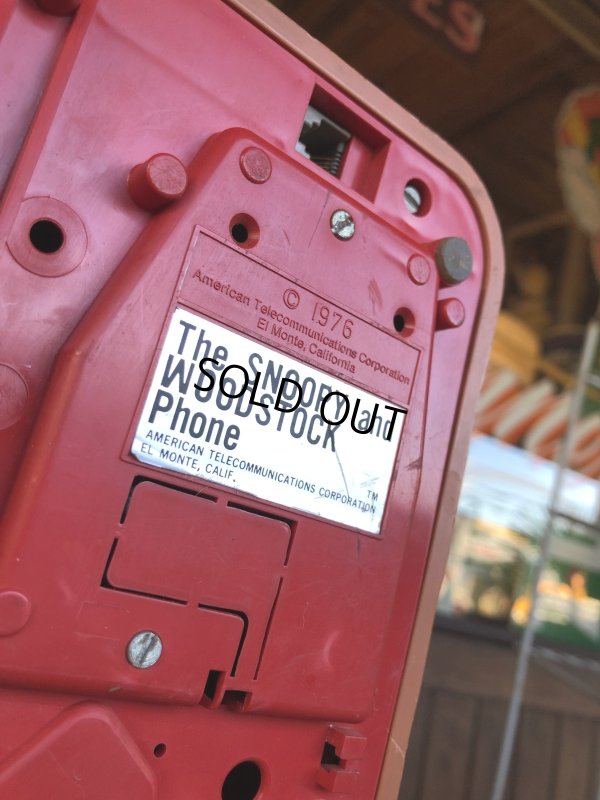 © 1976
American Telecommunications Corporation
El Monte, California
The SNOOPY and
WOODSTOCK
Phone
TM
AMERICAN TELECOMMUNICATIONS CORPORATION
EL MONTE, CALIF.
SOLD OUT